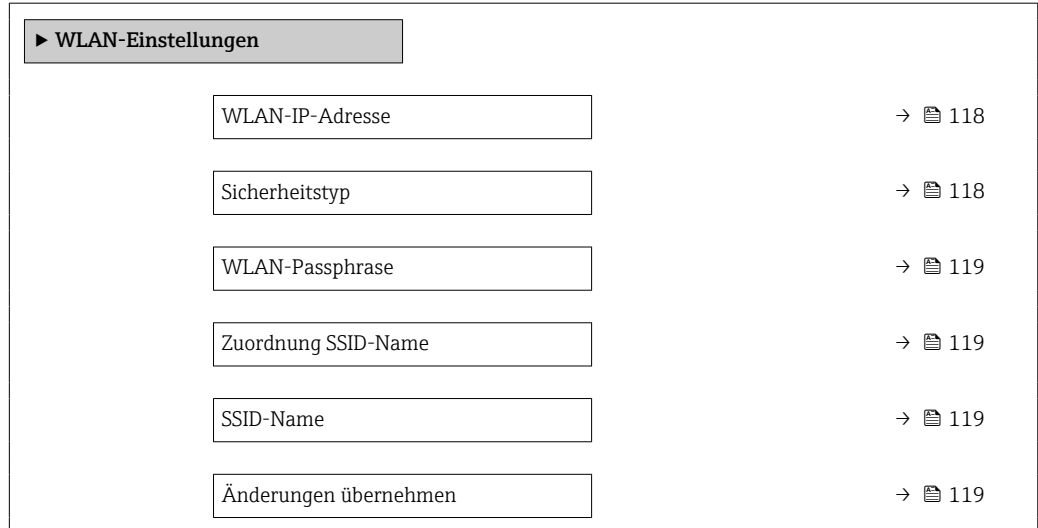 ► WLAN-Einstellungen
WLAN-IP-Adresse → 118
Sicherheitstyp → 118
WLAN-Passphrase → 119
Zuordnung SSID-Name → 119
SSID-Name → 119
Änderungen übernehmen → 119